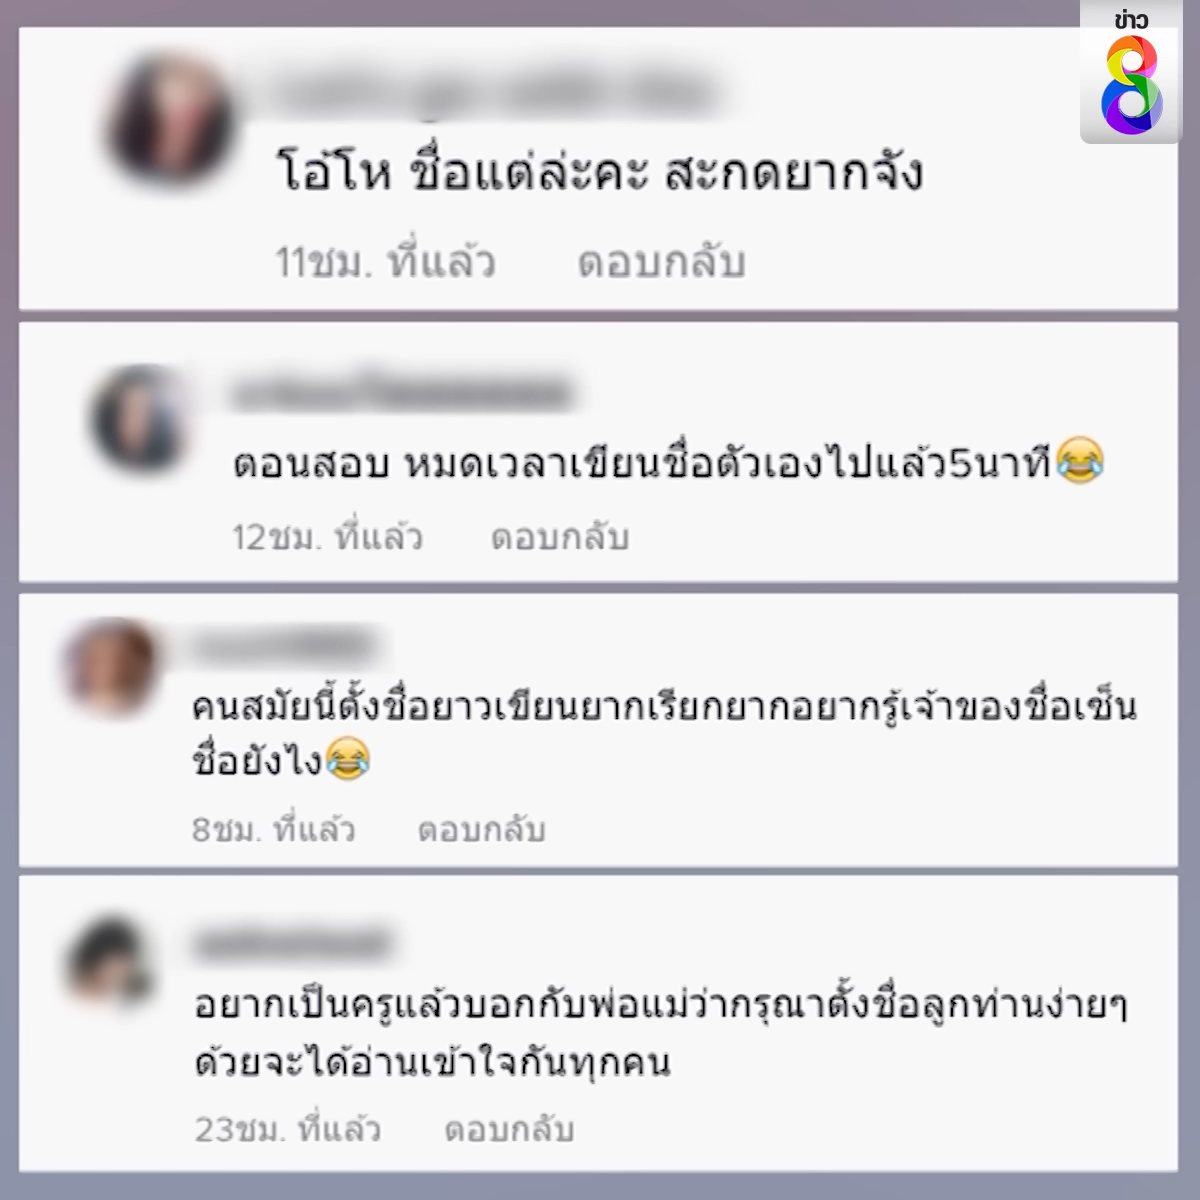 ข่าว
8
โอ้โห ชื่อแต่ล่ะคะ สะกดยากจัง
11ชม. ที่แล้ว ตอบกลับ
ตอนสอบ หมดเวลาเขียนชื่อตัวเองไปแล้ว5นาที😂
12ชม. ที่แล้ว ตอบกลับ
คนสมัยนี้ตั้งชื่อยาวเขียนยากเรียกยากอยากรู้เจ้าของชื่อเซ็น
ชื่อยังไง😂
8ชม. ที่แล้ว ตอบกลับ
อยากเป็นครูแล้วบอกกับพ่อแม่ว่ากรุณาตั้งชื่อลูกท่านง่ายๆ
ด้วยจะได้อ่านเข้าใจกันทุกคน
23ชม. ที่แล้ว ตอบกลับ